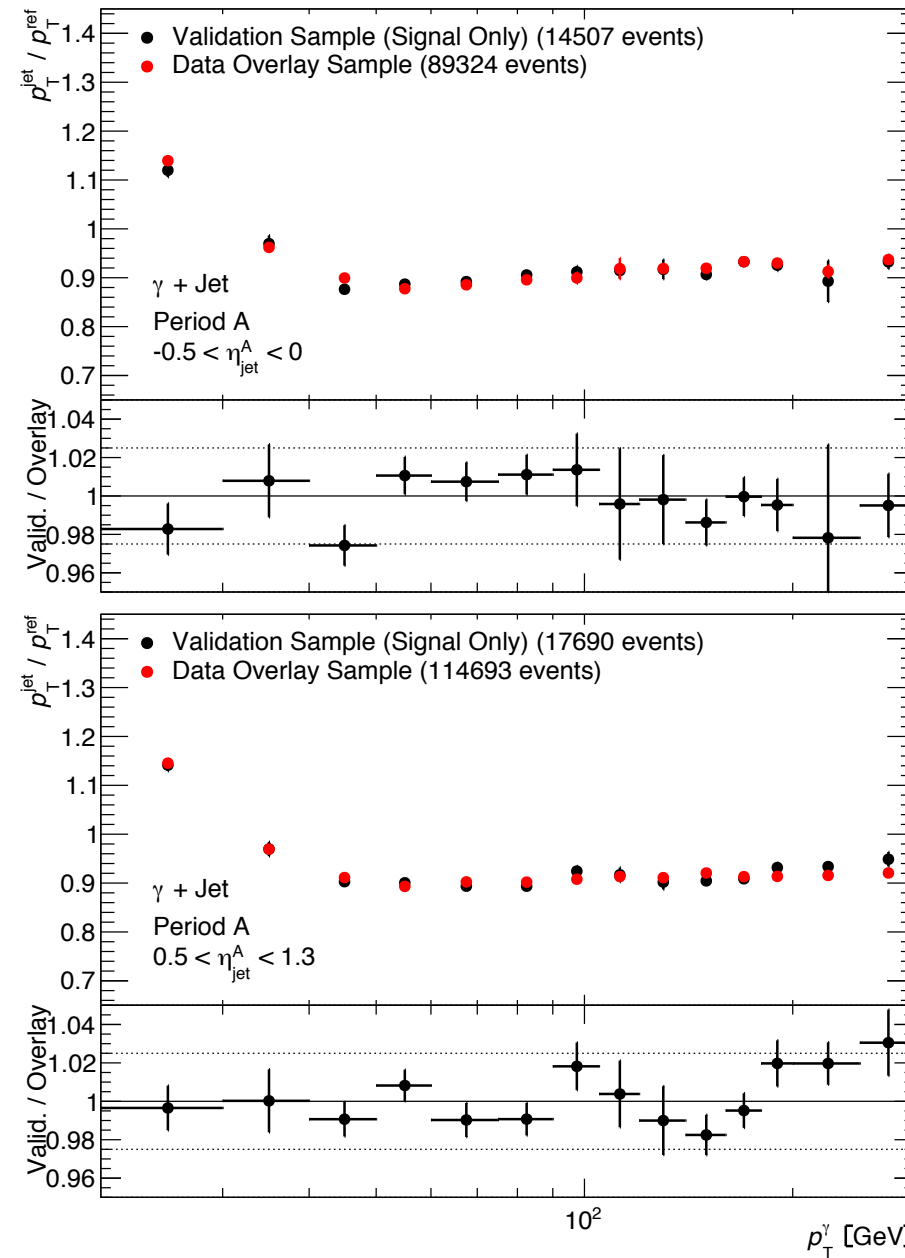 p_T^jet / p_T^ref
1.4
1.3
1.2
1.1
1
0.9
0.8
0.7
Validation Sample (Signal Only) (14507 events)
Data Overlay Sample (89324 events)
γ + Jet
Period A
-0.5 < η_jet^A < 0
Valid. / Overlay
1.04
1.02
1
0.98
0.96
p_T^jet / p_T^ref
1.4
1.3
1.2
1.1
1
0.9
0.8
0.7
Validation Sample (Signal Only) (17690 events)
Data Overlay Sample (114693 events)
γ + Jet
Period A
0.5 < η_jet^A < 1.3
Valid. / Overlay
1.04
1.02
1
0.98
0.96
10²
p_T^γ [GeV]